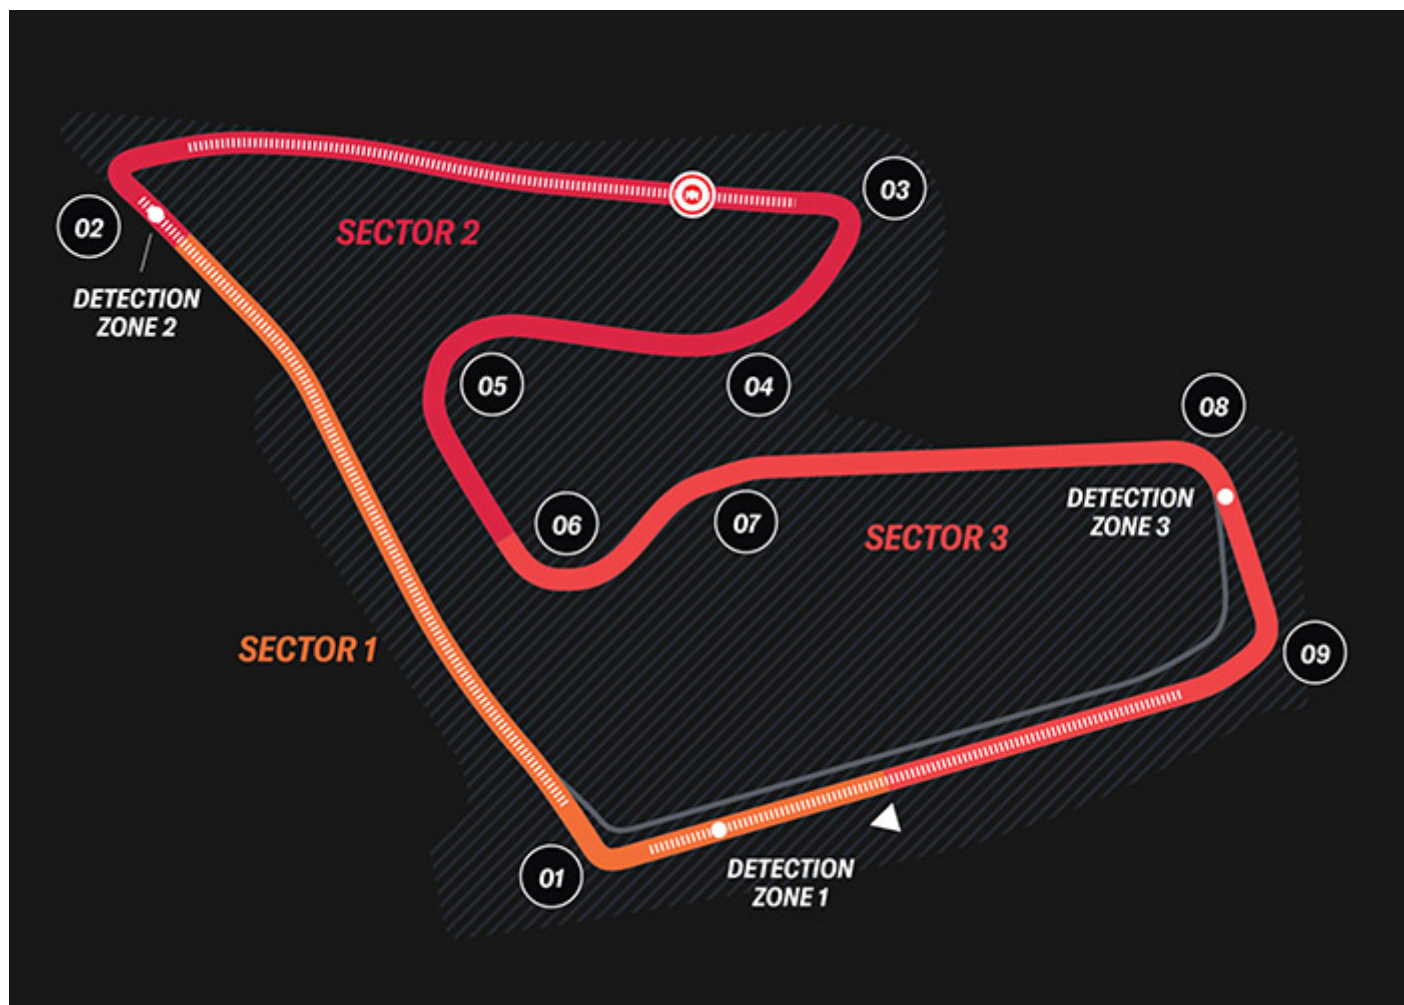 03
02
SECTOR 2
DETECTION
ZONE 2
05
04
08
DETECTION
ZONE 3
06
07
SECTOR 3
SECTOR 1
09
01
DETECTION
ZONE 1